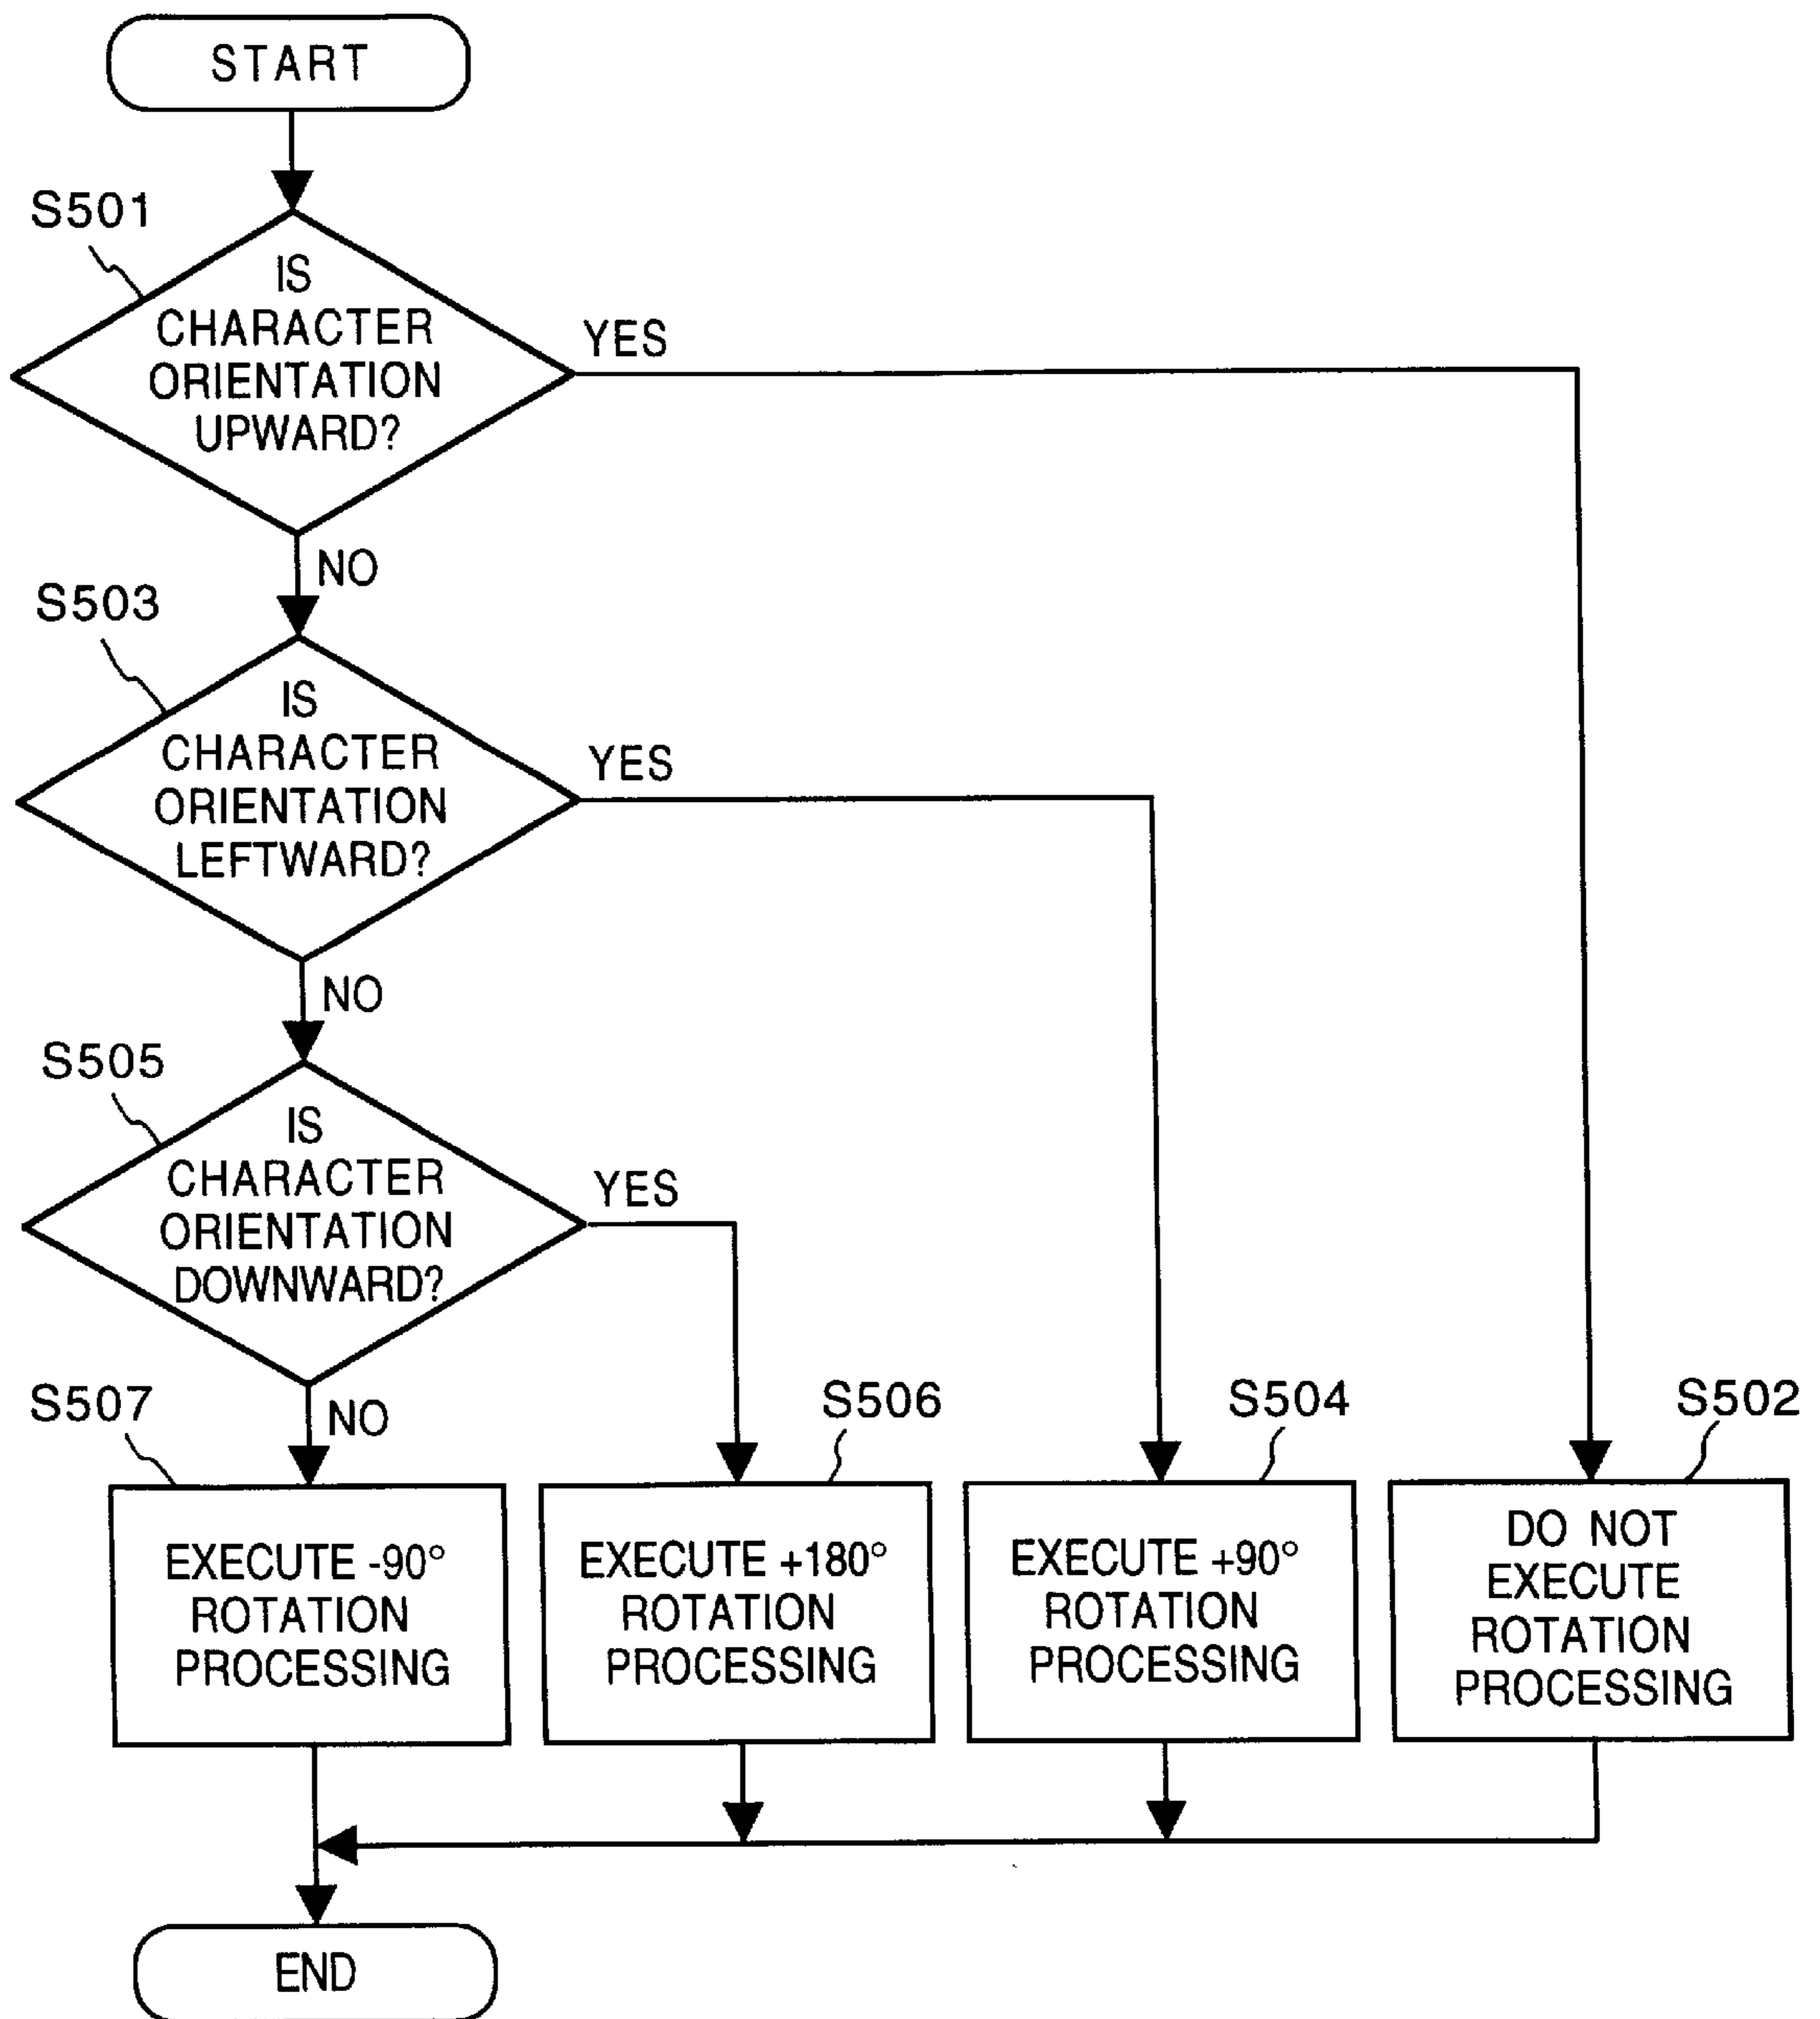 START
S501
IS
CHARACTER
ORIENTATION
UPWARD?
YES
NO
S503
IS
CHARACTER
ORIENTATION
LEFTWARD?
YES
NO
S505
IS
CHARACTER
ORIENTATION
DOWNWARD?
YES
NO
S507
EXECUTE -90°
ROTATION
PROCESSING
S506
EXECUTE +180°
ROTATION
PROCESSING
S504
EXECUTE +90°
ROTATION
PROCESSING
S502
DO NOT
EXECUTE
ROTATION
PROCESSING
END